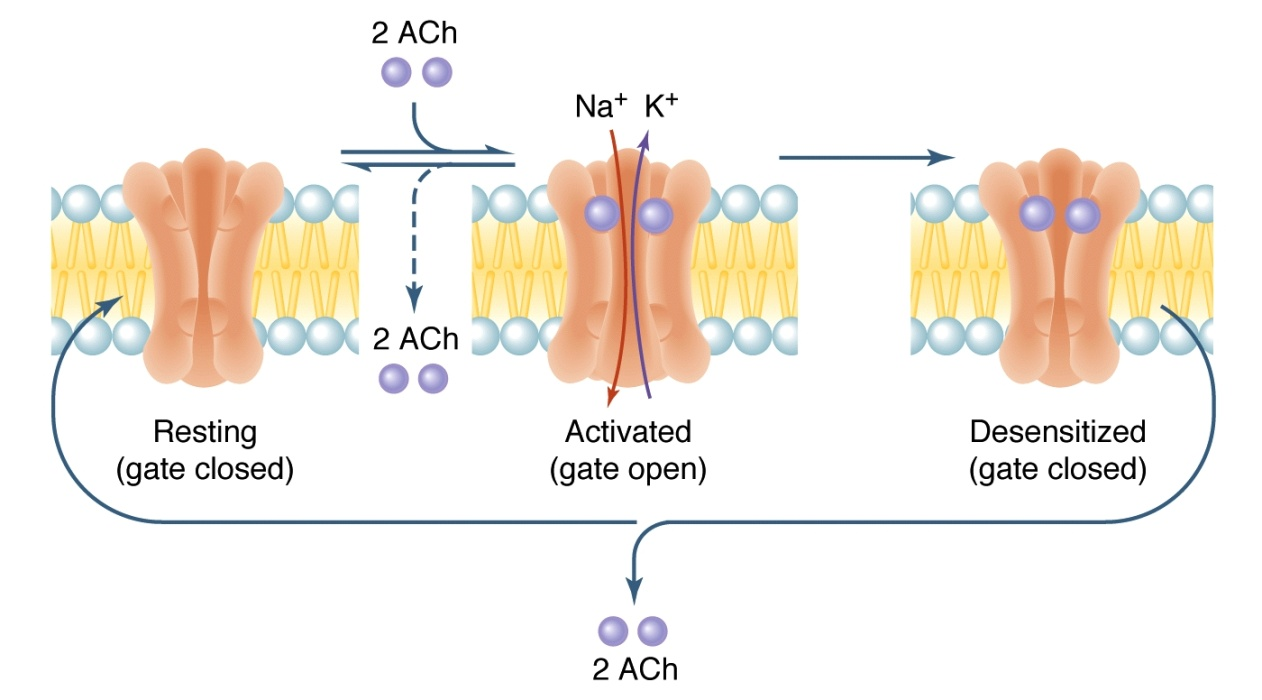 2 ACh
Na⁺ K⁺
2 ACh
Resting
(gate closed)
Activated
(gate open)
Desensitized
(gate closed)
2 ACh